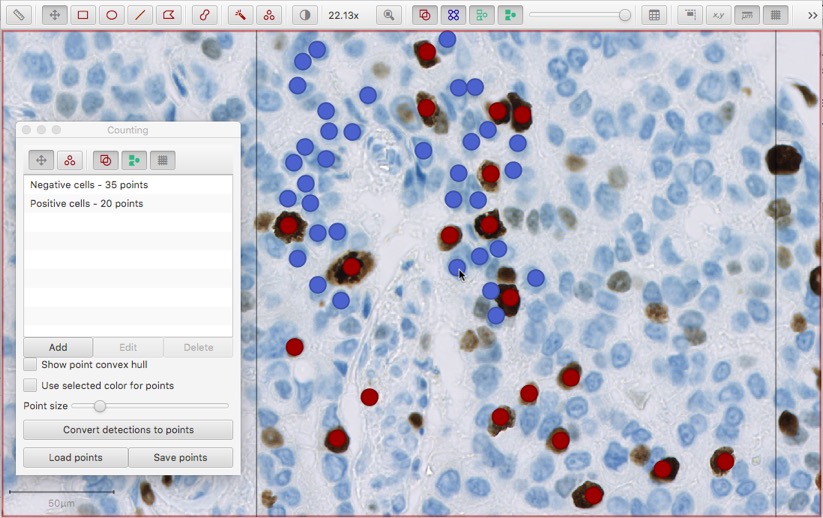 22.13x
x,y
μm
>>
Counting
Negative cells - 35 points
Positive cells - 20 points
Add
Edit
Delete
Show point convex hull
Use selected color for points
Point size
Convert detections to points
Load points
Save points
50μm